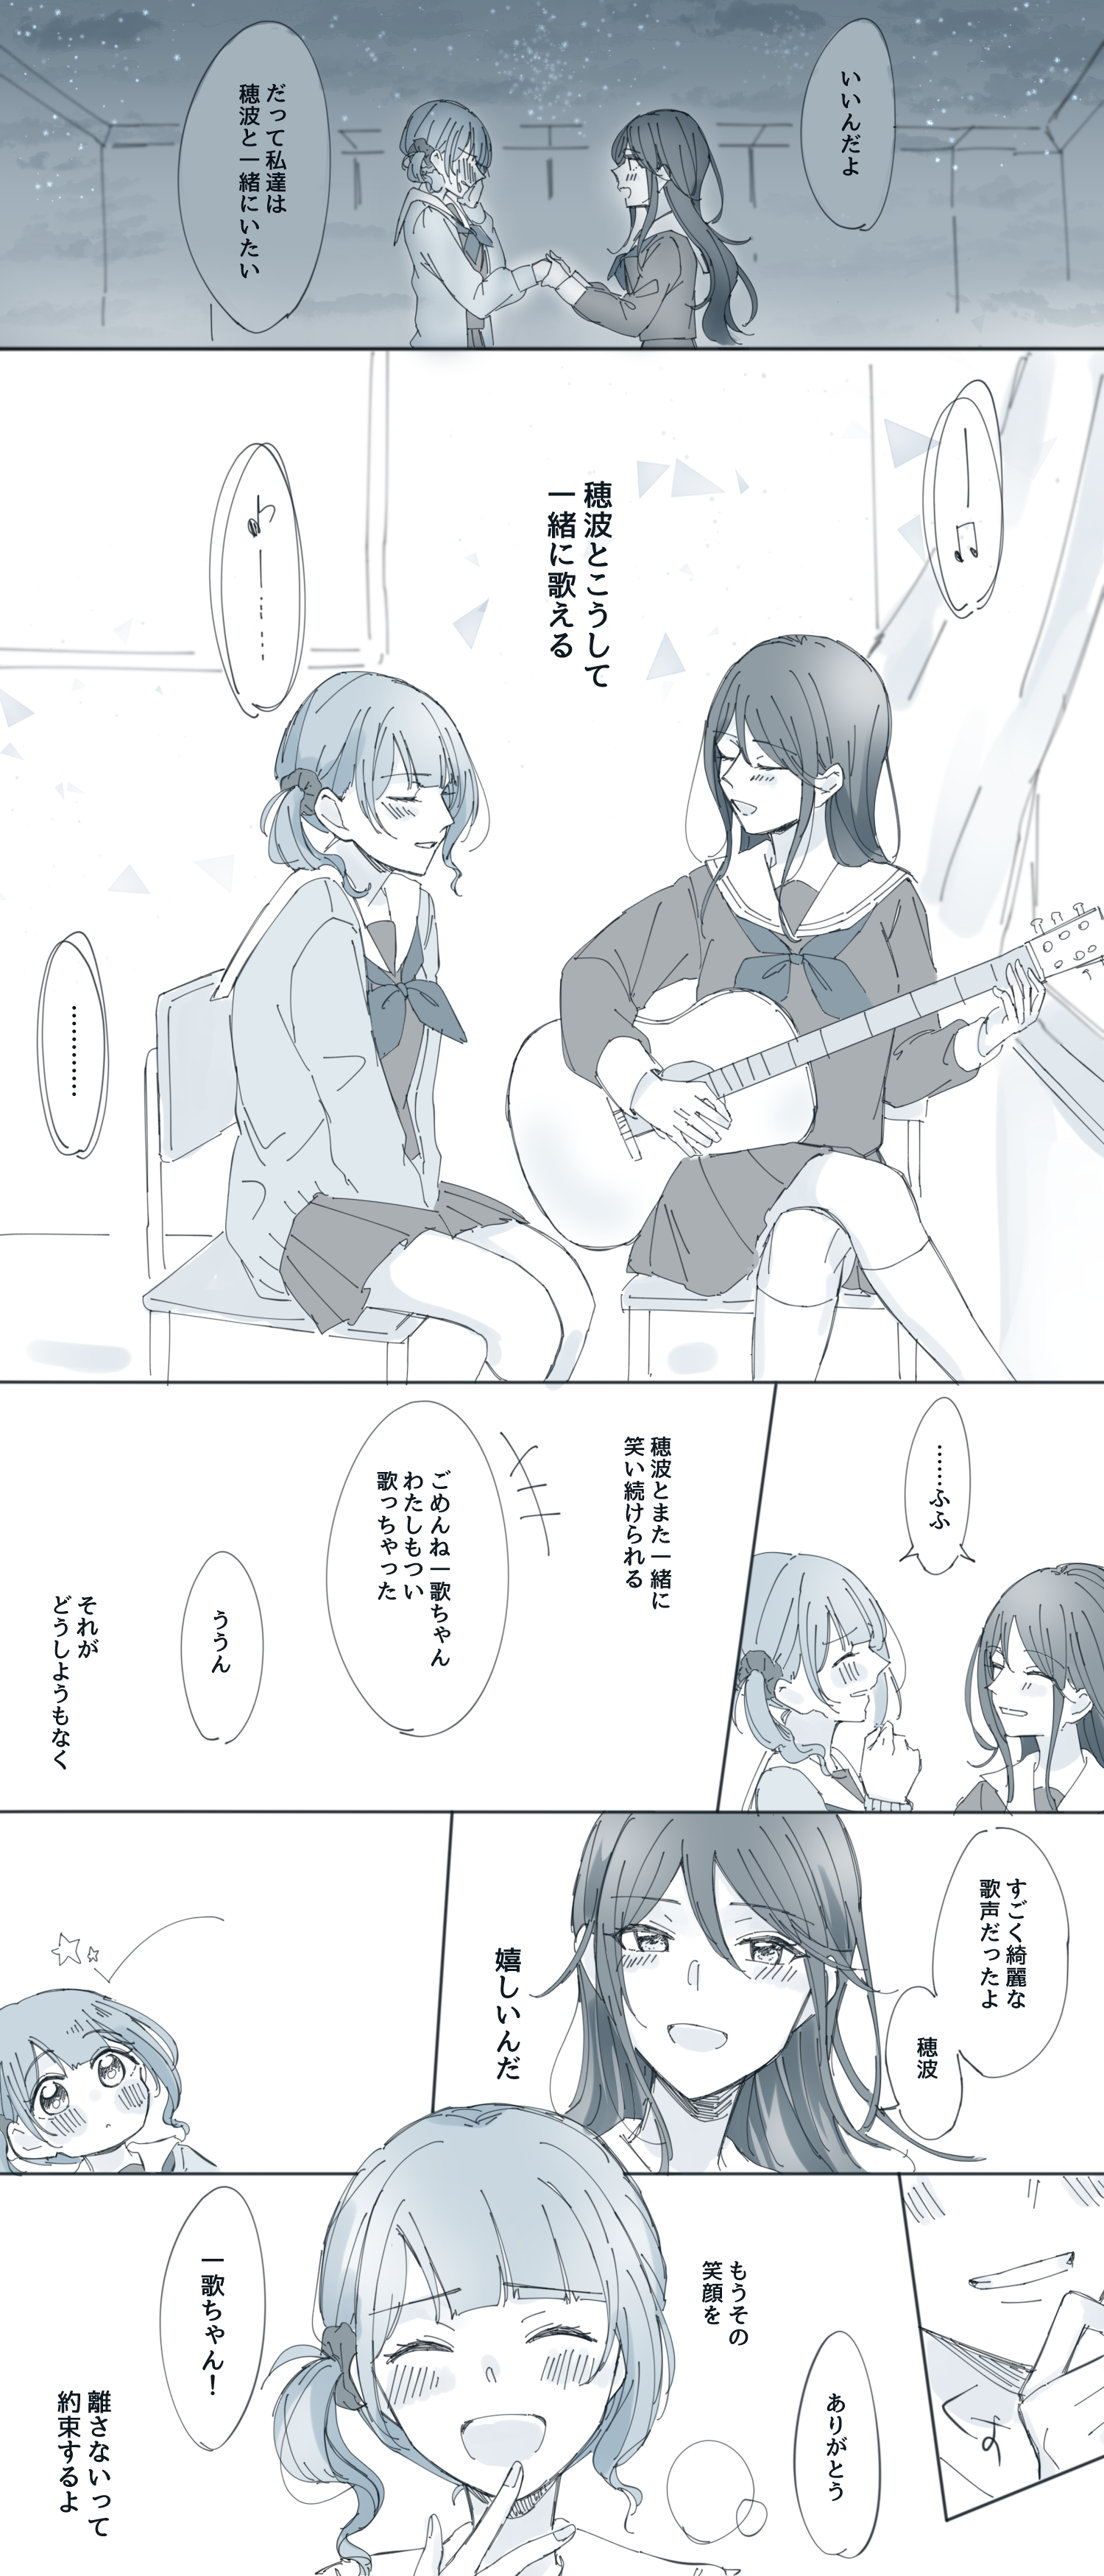 いいんだよ
だって私達は
穂波と一緒にいたい
ー♫
穂波とこうして
一緒に歌える
♪ー……
…………
……ふふ
穂波とまた一緒に
笑い続けられる
ごめんね一歌ちゃん
わたしもつい
歌っちゃった
ううん
それが
どうしようもなく
すごく綺麗な
歌声だったよ
穂波
嬉しいんだ
す
もうその
笑顔を
ありがとう
一歌ちゃん!
離さないって
約束するよ